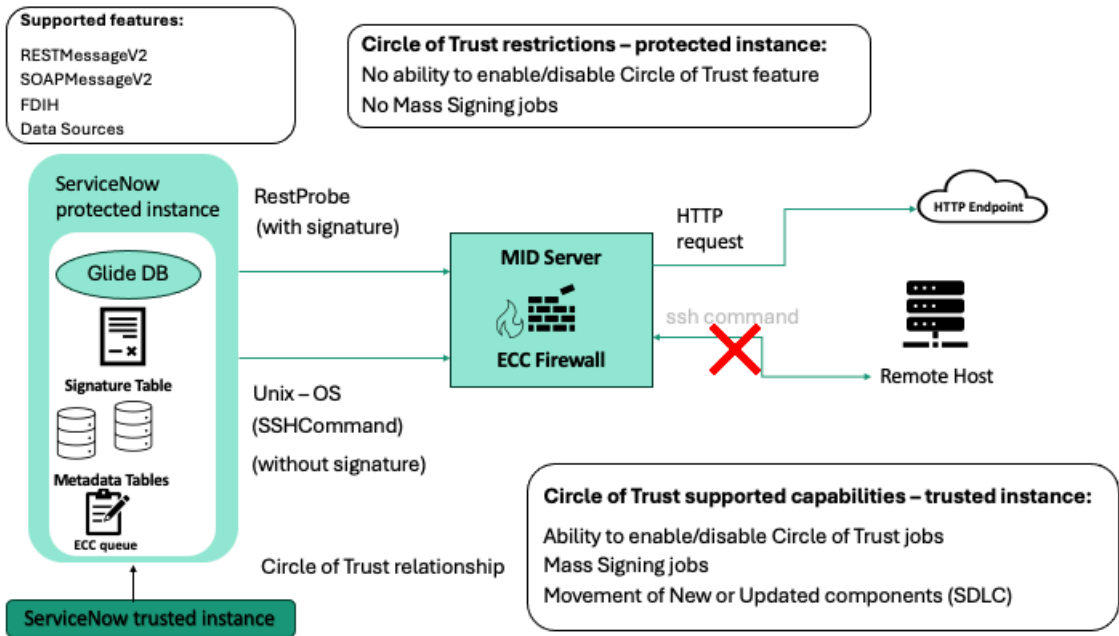 Supported features:
RESTMessageV2
SOAPMessageV2
FDIH
Data Sources
Circle of Trust restrictions – protected instance:
No ability to enable/disable Circle of Trust feature
No Mass Signing jobs
ServiceNow
protected instance
Glide DB
Signature Table
Metadata Tables
ECC queue
ServiceNow trusted instance
RestProbe
(with signature)
Unix – OS
(SSHCommand)
(without signature)
Circle of Trust relationship
MID Server
ECC Firewall
HTTP
request
HTTP Endpoint
ssh command
Remote Host
Circle of Trust supported capabilities – trusted instance:
Ability to enable/disable Circle of Trust jobs
Mass Signing jobs
Movement of New or Updated components (SDLC)